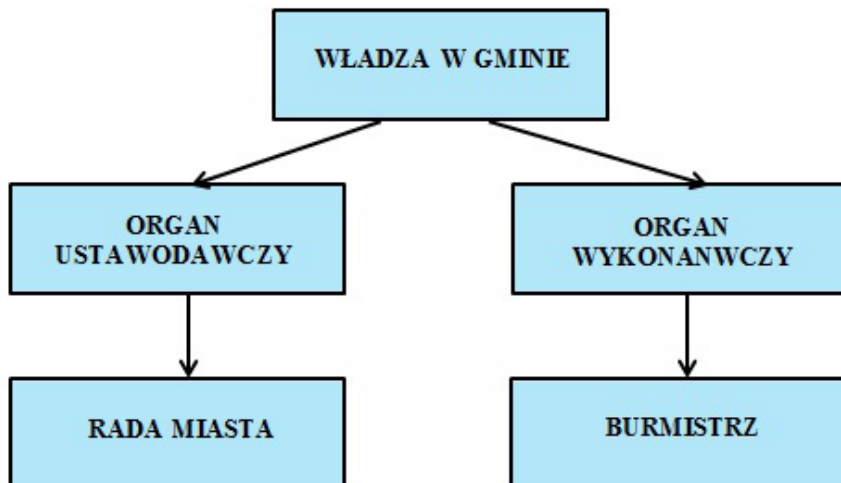 WŁADZA W GMINIE
ORGAN
USTAWODAWCZY
ORGAN
WYKONANWCZY
RADA MIASTA
BURMISTRZ